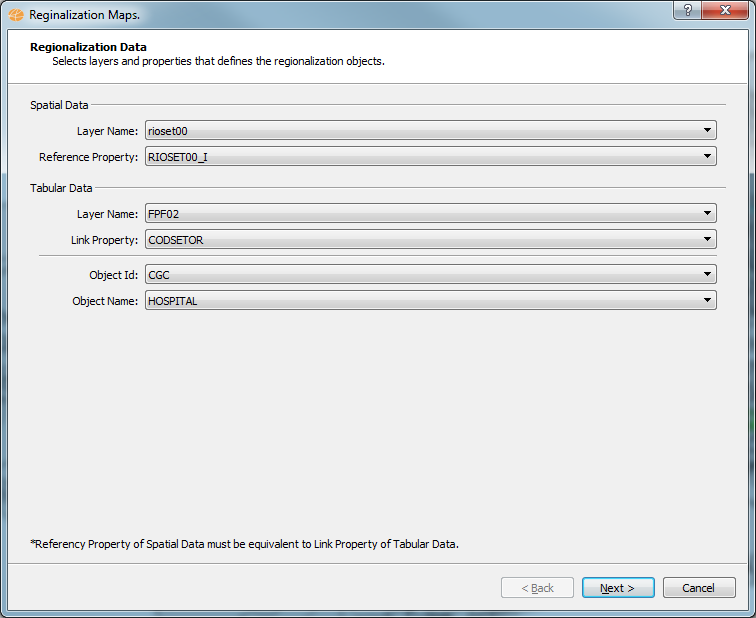 Reginalization Maps.
?
Regionalization Data
Selects layers and properties that defines the regionalization objects.
Spatial Data
Layer Name: rioset00
Reference Property: RIOSET00_I
Tabular Data
Layer Name: FPF02
Link Property: CODSETOR
Object Id: CGC
Object Name: HOSPITAL
*Referency Property of Spatial Data must be equivalent to Link Property of Tabular Data.
< Back Next > Cancel